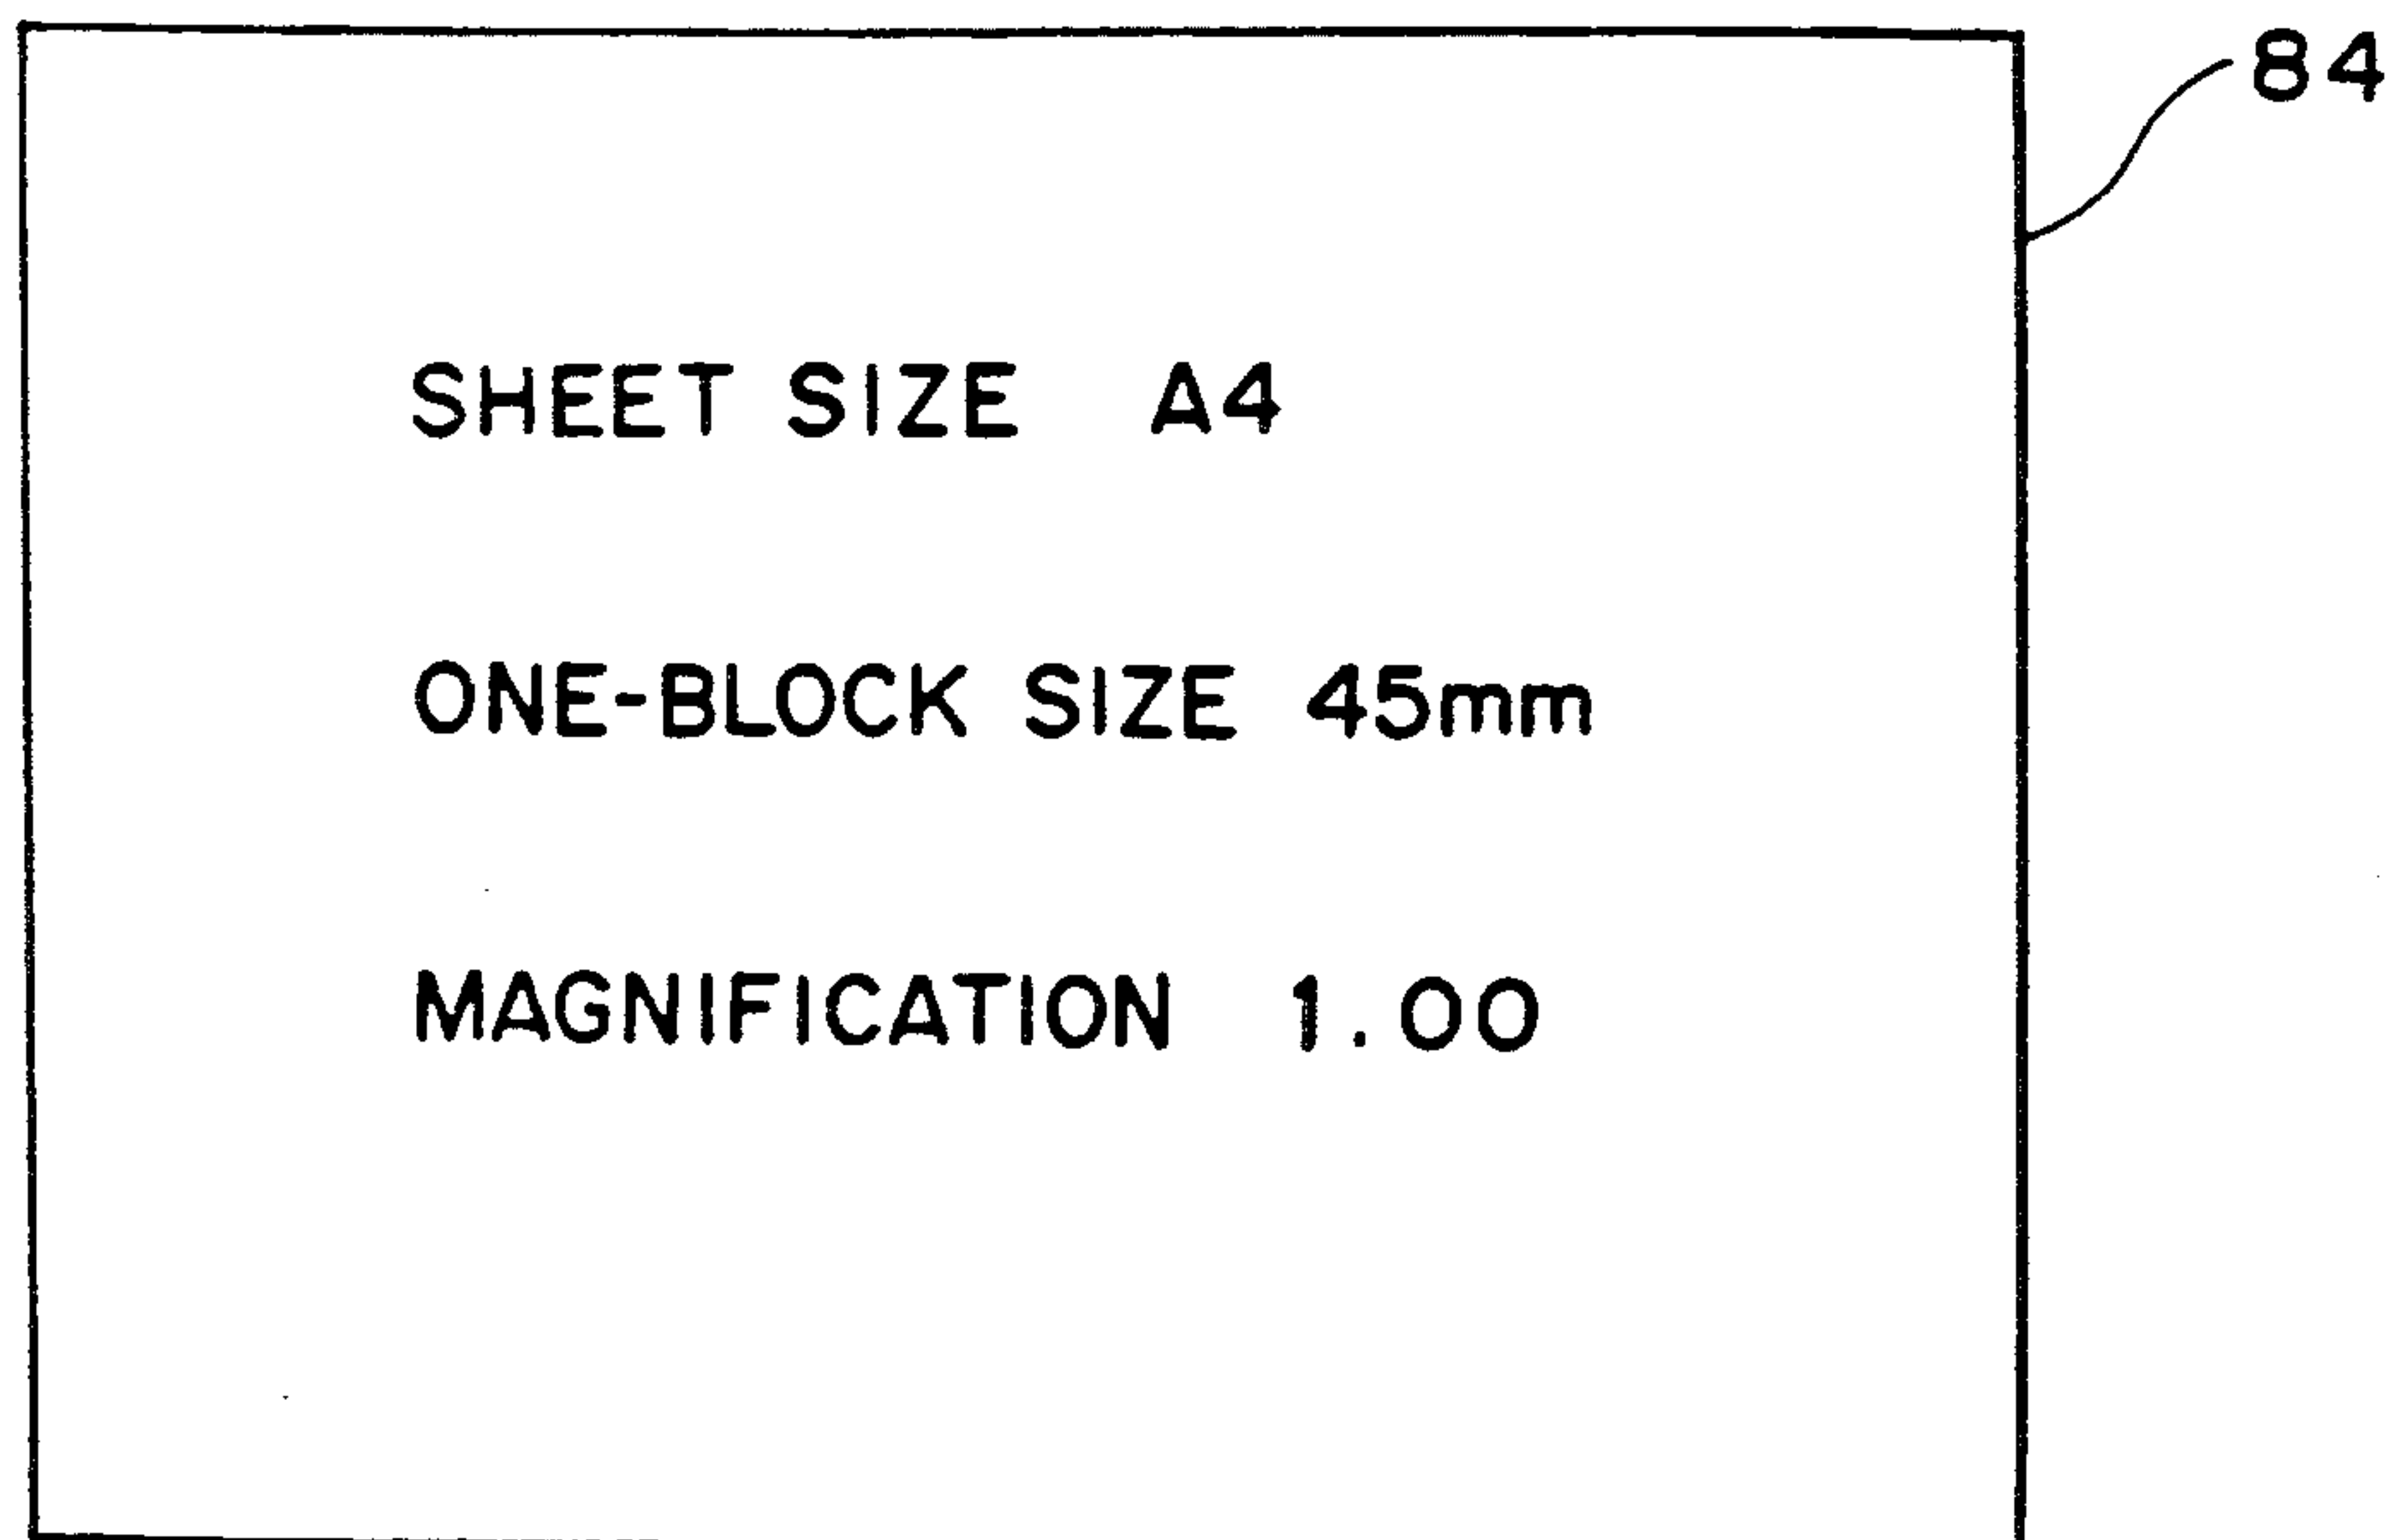 84
SHEET SIZE A4
ONE-BLOCK SIZE 45mm
MAGNIFICATION 1.00